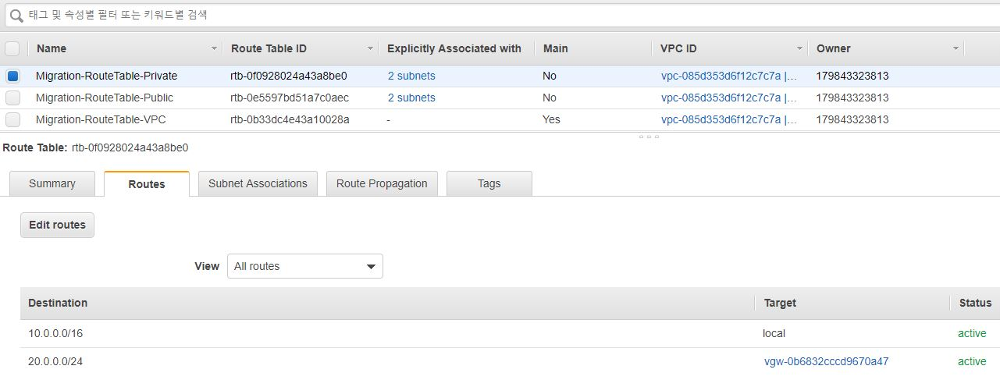 태그 및 속성별 필터 또는 키워드별 검색
Name Route Table ID Explicitly Associated with Main VPC ID Owner
Migration-RouteTable-Private rtb-0f0928024a43a8be0 2 subnets No vpc-085d353d6f12c7c7a |... 179843323813
Migration-RouteTable-Public rtb-0e5597bd51a7c0aec 2 subnets No vpc-085d353d6f12c7c7a |... 179843323813
Migration-RouteTable-VPC rtb-0b33dc4e43a10028a - Yes vpc-085d353d6f12c7c7a |... 179843323813
Route Table: rtb-0f0928024a43a8be0
Summary Routes Subnet Associations Route Propagation Tags
Edit routes
View All routes
Destination Target Status
10.0.0.0/16 local active
20.0.0.0/24 vgw-0b6832cccd9670a47 active